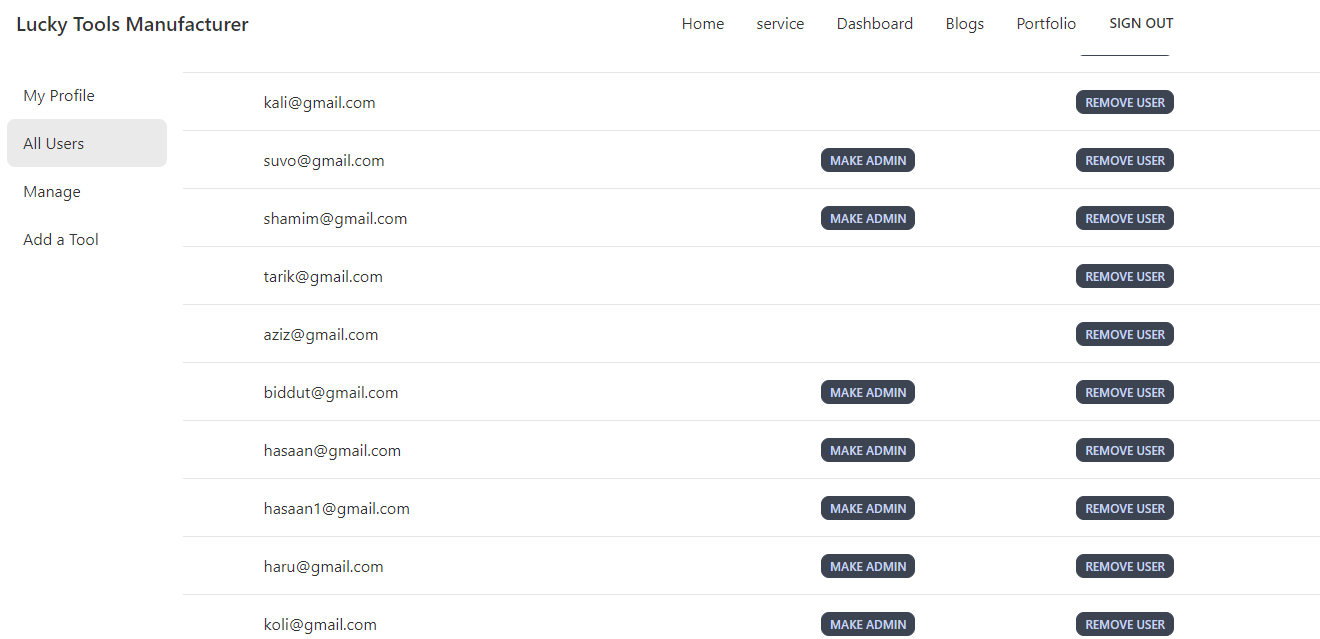 Lucky Tools Manufacturer Home service Dashboard Blogs Portfolio SIGN OUT
My Profile
All Users
Manage
Add a Tool
kali@gmail.com REMOVE USER
suvo@gmail.com MAKE ADMIN REMOVE USER
shamim@gmail.com MAKE ADMIN REMOVE USER
tarik@gmail.com REMOVE USER
aziz@gmail.com REMOVE USER
biddut@gmail.com MAKE ADMIN REMOVE USER
hasaan@gmail.com MAKE ADMIN REMOVE USER
hasaan1@gmail.com MAKE ADMIN REMOVE USER
haru@gmail.com MAKE ADMIN REMOVE USER
koli@gmail.com MAKE ADMIN REMOVE USER